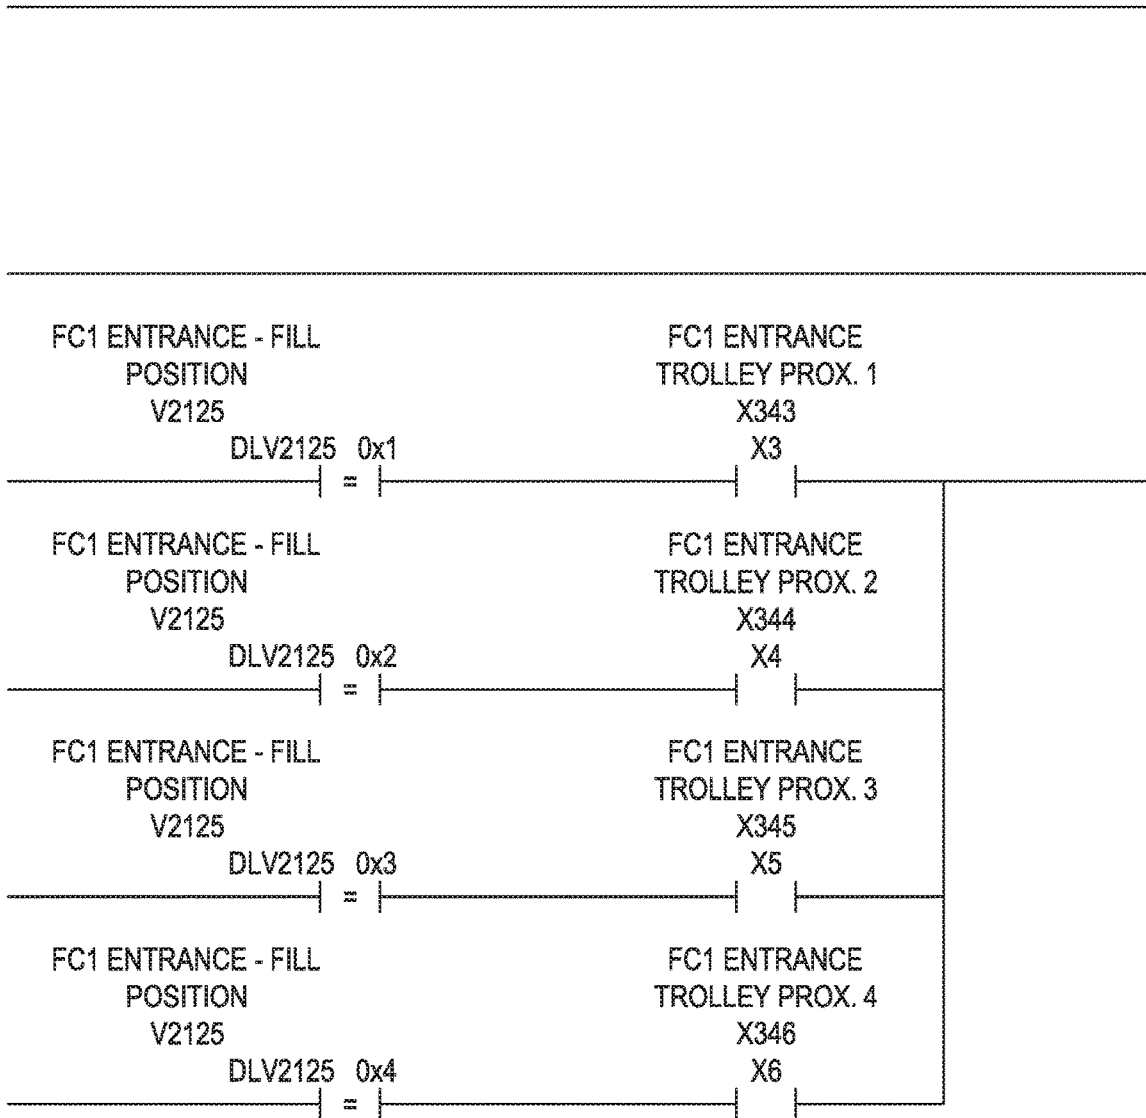 FC1 ENTRANCE - FILL
POSITION
V2125
DLV2125 0x1
=
FC1 ENTRANCE
TROLLEY PROX. 1
X343
X3
FC1 ENTRANCE - FILL
POSITION
V2125
DLV2125 0x2
=
FC1 ENTRANCE
TROLLEY PROX. 2
X344
X4
FC1 ENTRANCE - FILL
POSITION
V2125
DLV2125 0x3
=
FC1 ENTRANCE
TROLLEY PROX. 3
X345
X5
FC1 ENTRANCE - FILL
POSITION
V2125
DLV2125 0x4
=
FC1 ENTRANCE
TROLLEY PROX. 4
X346
X6